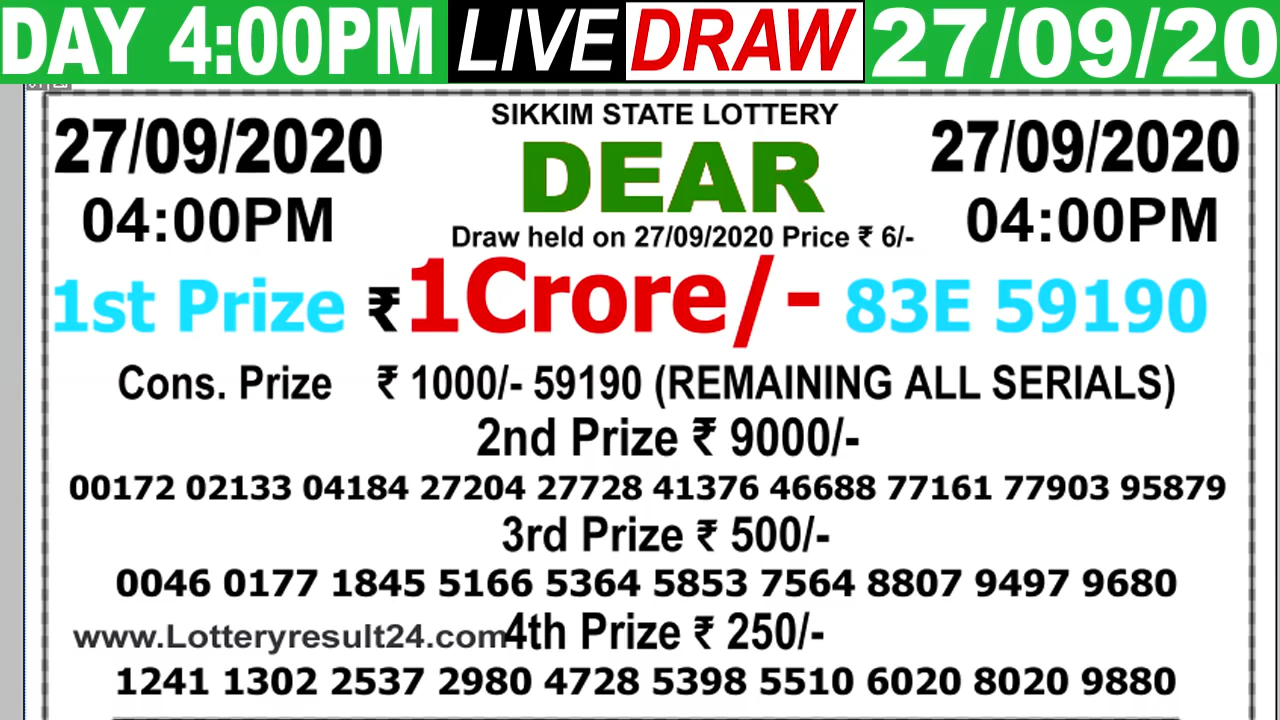 DAY 4:00PM LIVE DRAW 27/09/20
SIKKIM STATE LOTTERY
27/09/2020 DEAR 27/09/2020
04:00PM 04:00PM
Draw held on 27/09/2020 Price ₹ 6/-
1st Prize ₹ 1Crore/- 83E 59190
Cons. Prize ₹ 1000/- 59190 (REMAINING ALL SERIALS)
2nd Prize ₹ 9000/-
00172 02133 04184 27204 27728 41376 46688 77161 77903 95879
3rd Prize ₹ 500/-
0046 0177 1845 5166 5364 5853 7564 8807 9497 9680
www.Lotteryresult24.com 4th Prize ₹ 250/-
1241 1302 2537 2980 4728 5398 5510 6020 8020 9880